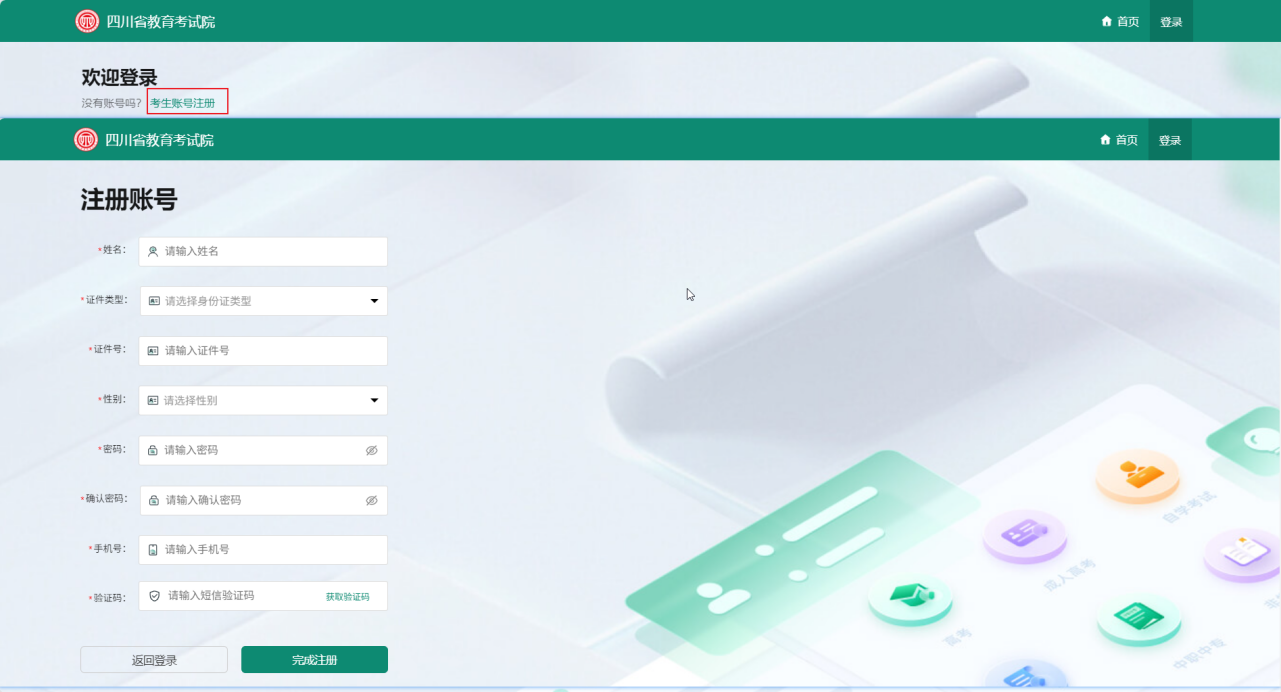 四川省教育考试院
首页 登录
欢迎登录
没有账号吗? 考生账号注册
四川省教育考试院
首页 登录
注册账号
*姓名: 请输入姓名
*证件类型: 请选择身份证类型
*证件号: 请输入证件号
*性别: 请选择性别
*密码: 请输入密码
*确认密码: 请输入确认密码
*手机号: 请输入手机号
*验证码: 请输入短信验证码 获取验证码
返回登录 完成注册
自学考试
成人高考
高考
中职中专